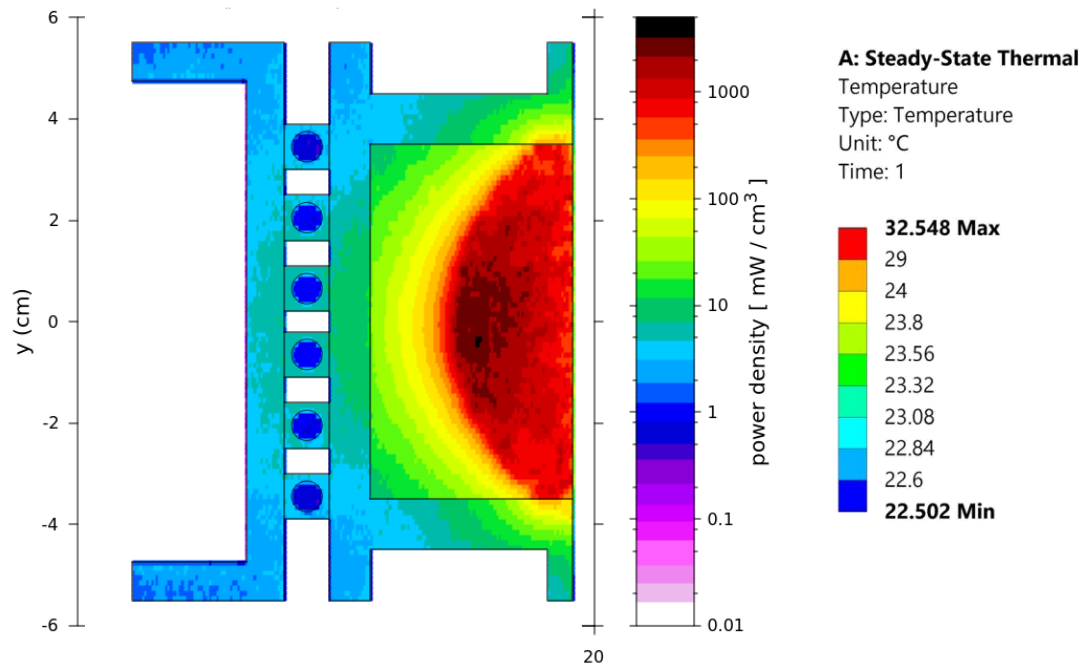 6
4
2
0
-2
-4
-6
y (cm)
20
1000
100
10
1
0.1
0.01
power density [ mW / cm³ ]
A: Steady-State Thermal
Temperature
Type: Temperature
Unit: °C
Time: 1
32.548 Max
29
24
23.8
23.56
23.32
23.08
22.84
22.6
22.502 Min